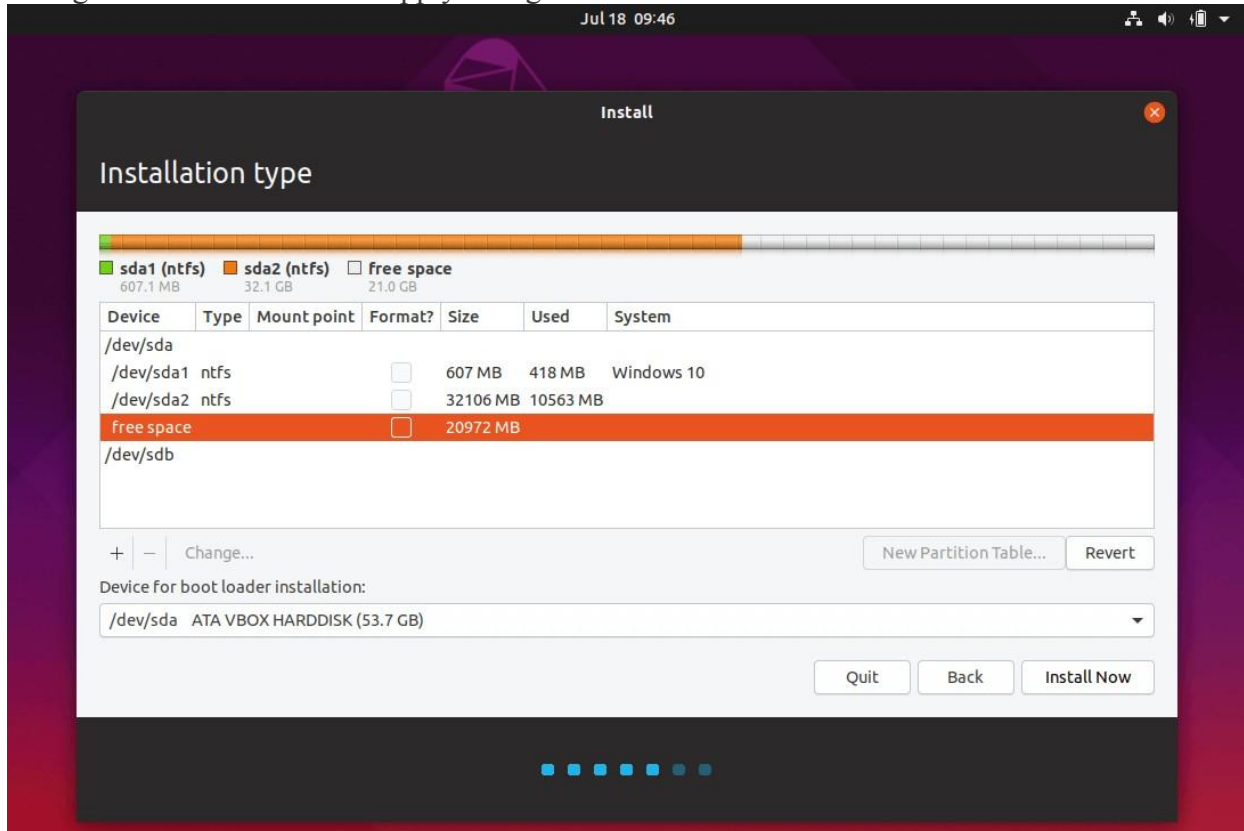 Jul 18 09:46
Install
Installation type
sda1 (ntfs) sda2 (ntfs) free space
607.1 MB 32.1 GB 21.0 GB
Device Type Mount point Format? Size Used System
/dev/sda
/dev/sda1 ntfs 607 MB 418 MB Windows 10
/dev/sda2 ntfs 32106 MB 10563 MB
free space 20972 MB
/dev/sdb
+ − Change... New Partition Table... Revert
Device for boot loader installation:
/dev/sda ATA VBOX HARDDISK (53.7 GB)
Quit Back Install Now